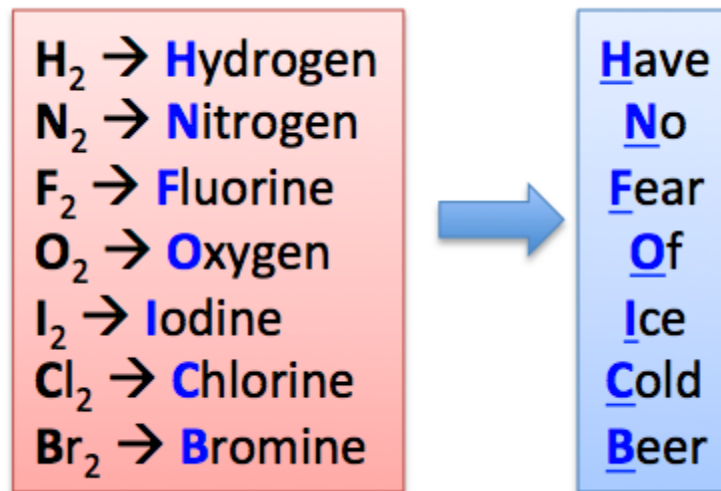 H₂ → Hydrogen
N₂ → Nitrogen
F₂ → Fluorine
O₂ → Oxygen
I₂ → Iodine
Cl₂ → Chlorine
Br₂ → Bromine
Have
No
Fear
Of
Ice
Cold
Beer